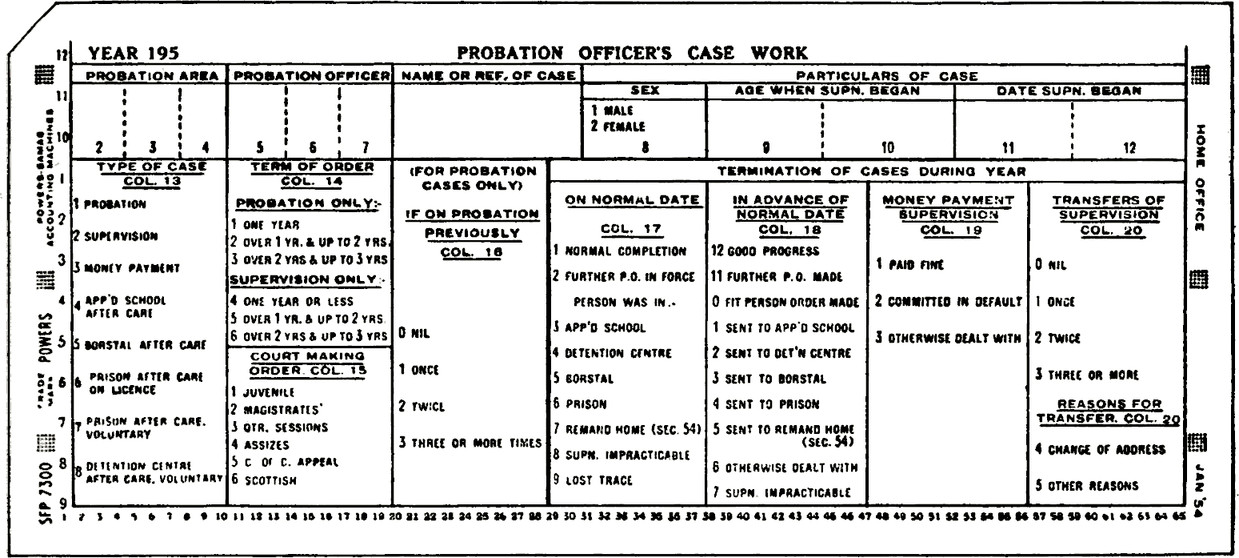 YEAR 195
PROBATION OFFICER'S CASE WORK
PROBATION AREA
PROBATION OFFICER
NAME OR REF. OF CASE
PARTICULARS OF CASE
SEX
AGE WHEN SUPN. BEGAN
DATE SUPN. BEGAN
1 MALE
2 FEMALE
2 3 4 5 6 7 8 9 10 11 12
TYPE OF CASE
COL. 13
1 PROBATION
2 SUPERVISION
3 MONEY PAYMENT
4 APP'D SCHOOL
AFTER CARE
5 BORSTAL AFTER CARE
6 PRISON AFTER CARE
ON LICENCE
7 PRISON AFTER CARE,
VOLUNTARY
8 DETENTION CENTRE
AFTER CARE, VOLUNTARY
TERM OF ORDER
COL. 14
PROBATION ONLY:-
1 ONE YEAR
2 OVER 1 YR. & UP TO 2 YRS.
3 OVER 2 YRS & UP TO 3 YRS
SUPERVISION ONLY:-
4 ONE YEAR OR LESS
5 OVER 1 YR. & UP TO 2 YRS.
6 OVER 2 YRS & UP TO 3 YRS
COURT MAKING
ORDER. COL. 15
1 JUVENILE
2 MAGISTRATES'
3 QTR. SESSIONS
4 ASSIZES
5 C OF C. APPEAL
6 SCOTTISH
(FOR PROBATION
CASES ONLY)
IF ON PROBATION
PREVIOUSLY
COL. 16
0 NIL
1 ONCE
2 TWICE
3 THREE OR MORE TIMES
TERMINATION OF CASES DURING YEAR
ON NORMAL DATE
COL. 17
1 NORMAL COMPLETION
2 FURTHER P.O. IN FORCE
PERSON WAS IN.-
3 APP'D SCHOOL
4 DETENTION CENTRE
5 BORSTAL
6 PRISON
7 REMAND HOME (SEC. 54)
8 SUPN. IMPRACTICABLE
9 LOST TRACE
IN ADVANCE OF
NORMAL DATE
COL. 18
12 GOOD PROGRESS
11 FURTHER P.O. MADE
0 FIT PERSON ORDER MADE
1 SENT TO APP'D SCHOOL
2 SENT TO DET'N CENTRE
3 SENT TO BORSTAL
4 SENT TO PRISON
5 SENT TO REMAND HOME
(SEC. 54)
6 OTHERWISE DEALT WITH
7 SUPN. IMPRACTICABLE
MONEY PAYMENT
SUPERVISION
COL. 19
1 PAID FINE
2 COMMITTED IN DEFAULT
3 OTHERWISE DEALT WITH
TRANSFERS OF
SUPERVISION
COL. 20
0 NIL
1 ONCE
2 TWICE
3 THREE OR MORE
REASONS FOR
TRANSFER. COL. 20
4 CHANGE OF ADDRESS
5 OTHER REASONS
12
11
10
1
2
3
4
5
6
7
8
9
1 2 3 4 5 6 7 8 9 10 11 12 13 14 15 16 17 18 19 20 21 22 23 24 25 26 27 28 29 30 31 32 33 34 35 36 37 38 39 40 41 42 43 44 45 46 47 48 49 50 51 52 53 54 55 56 57 58 59 60 61 62 63 64 65
POWERS-SAMAS
ACCOUNTING MACHINES
TRADE MARK POWERS
SFP 7300
HOME OFFICE
JAN '54